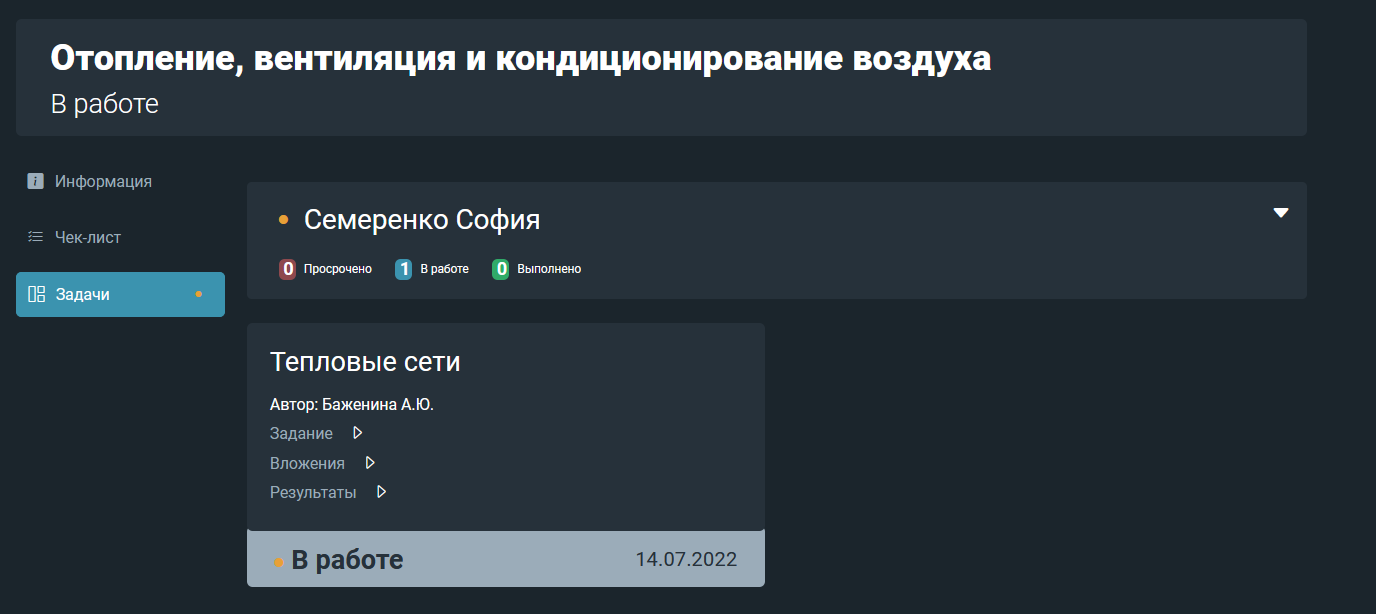 Отопление, вентиляция и кондиционирование воздуха
В работе
Информация
Чек-лист
Задачи
Семеренко София
0 Просрочено 1 В работе 0 Выполнено
Тепловые сети
Автор: Баженина А.Ю.
Задание
Вложения
Результаты
В работе 14.07.2022